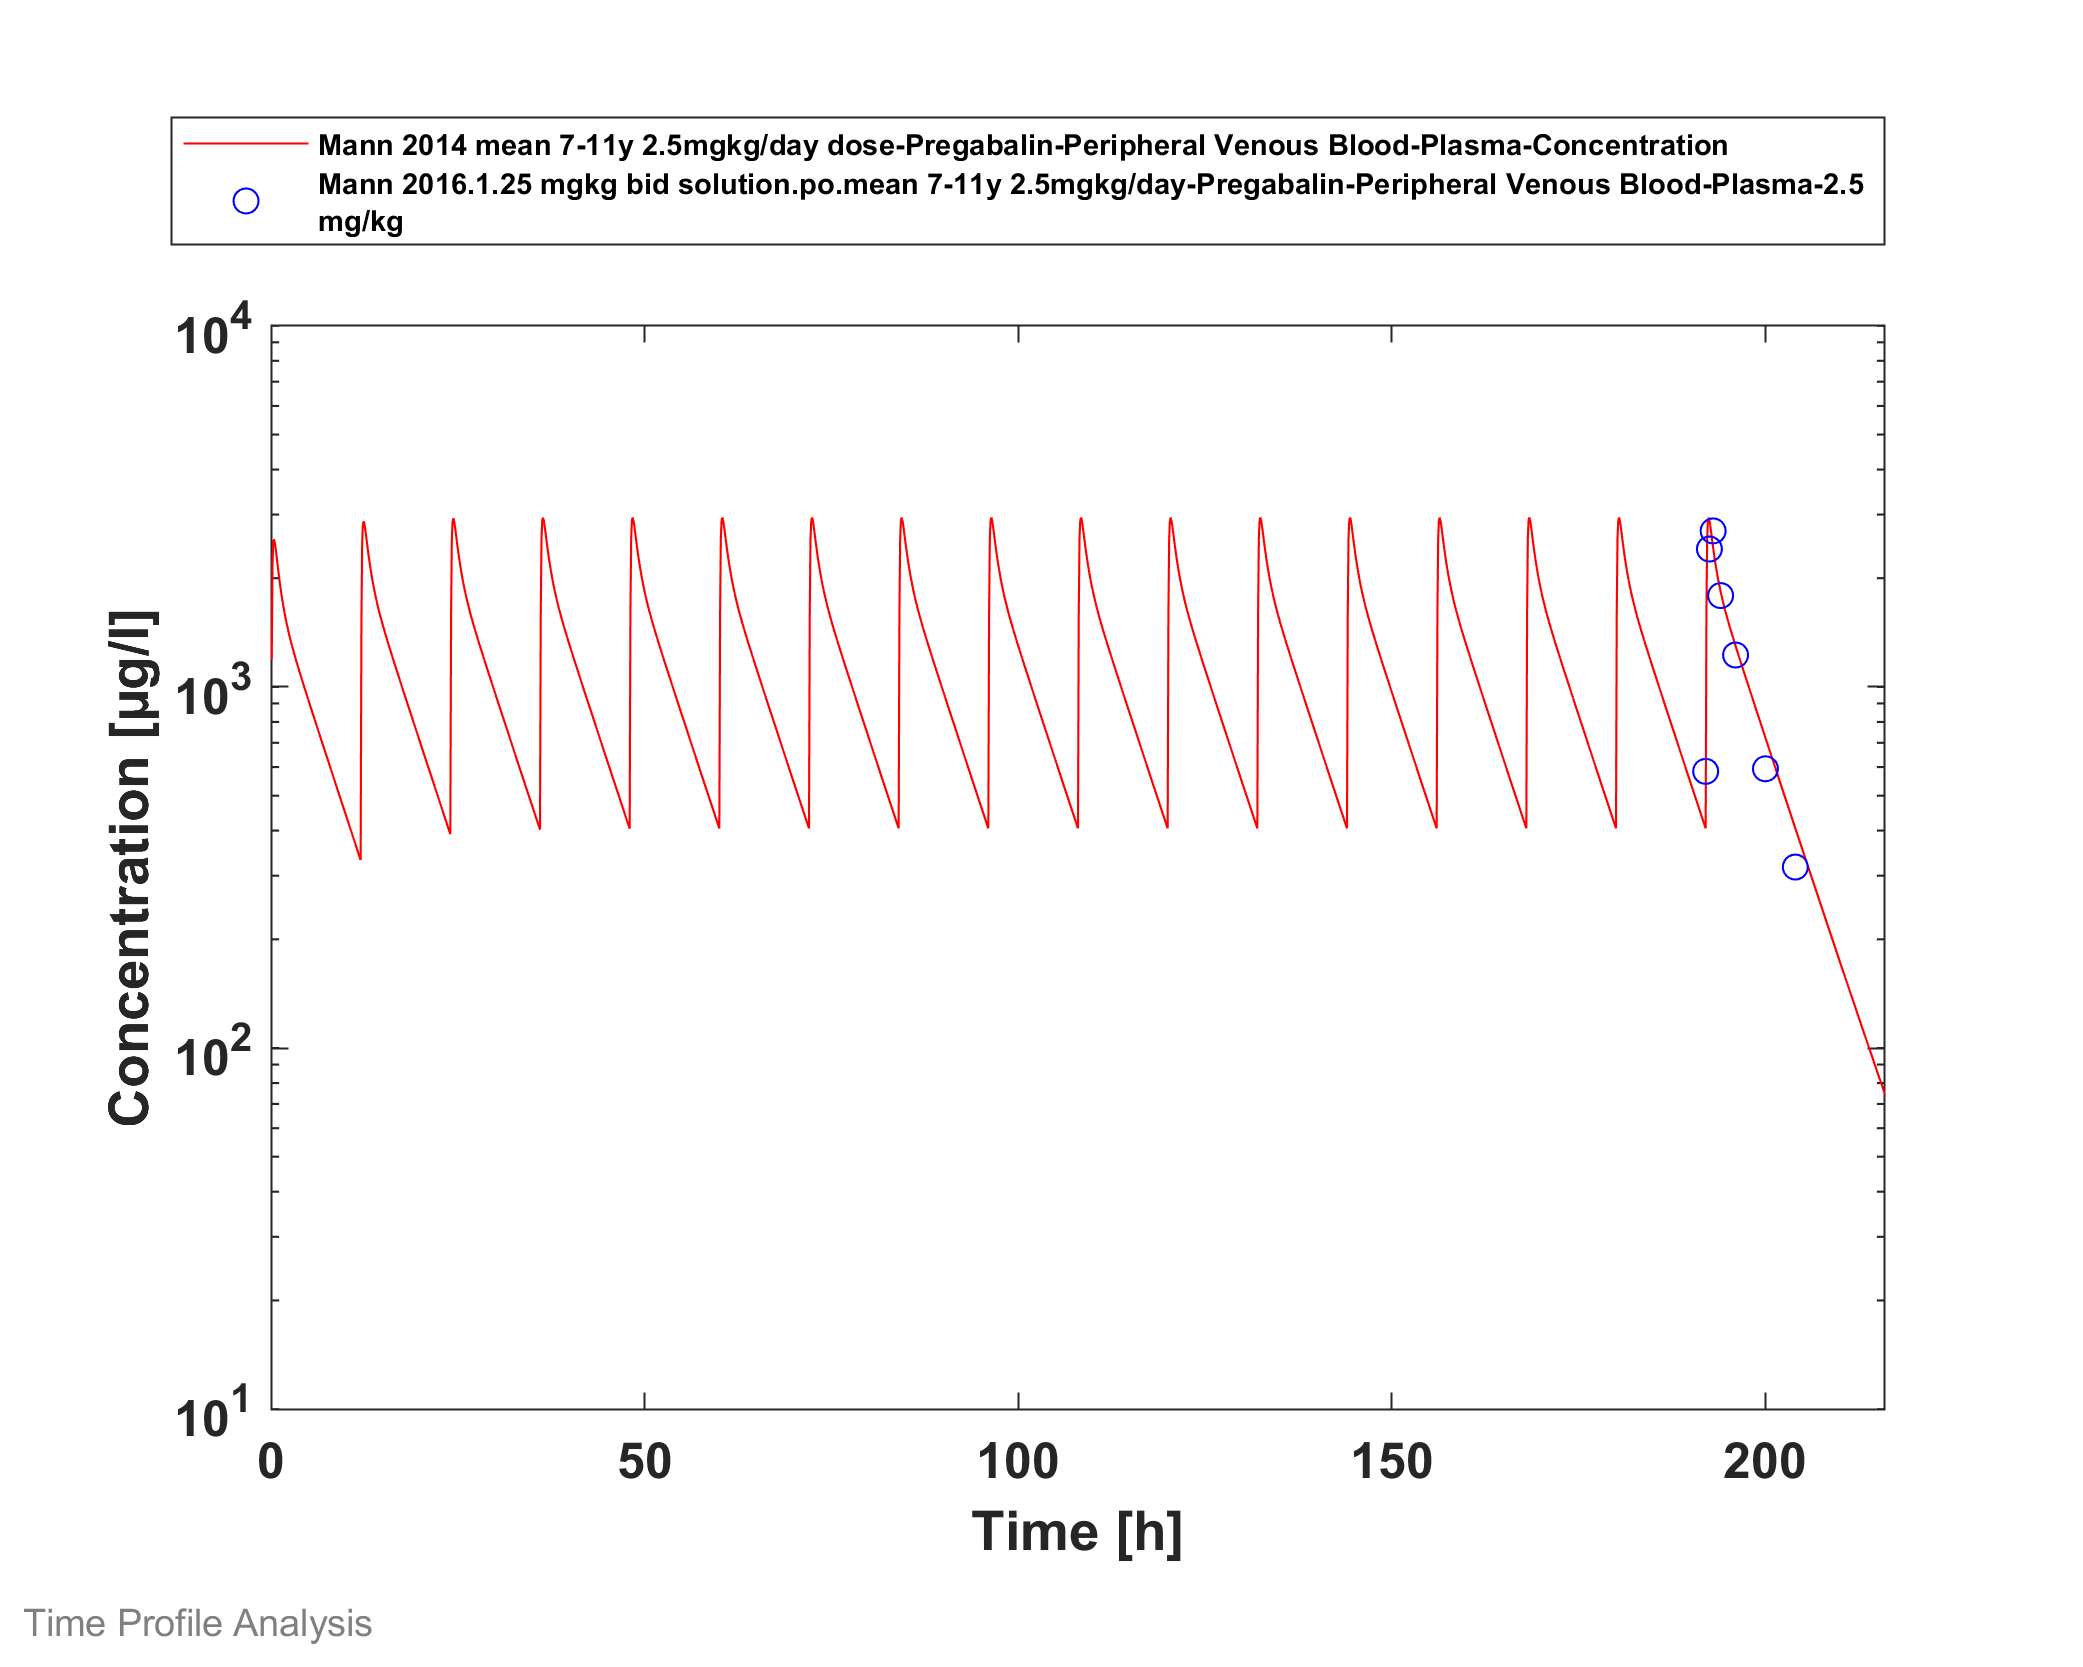 Mann 2014 mean 7-11y 2.5mgkg/day dose-Pregabalin-Peripheral Venous Blood-Plasma-Concentration
Mann 2016.1.25 mgkg bid solution.po.mean 7-11y 2.5mgkg/day-Pregabalin-Peripheral Venous Blood-Plasma-2.5
mg/kg
10^4
10^3
10^2
10^1
Concentration [µg/l]
0 50 100 150 200
Time [h]
Time Profile Analysis